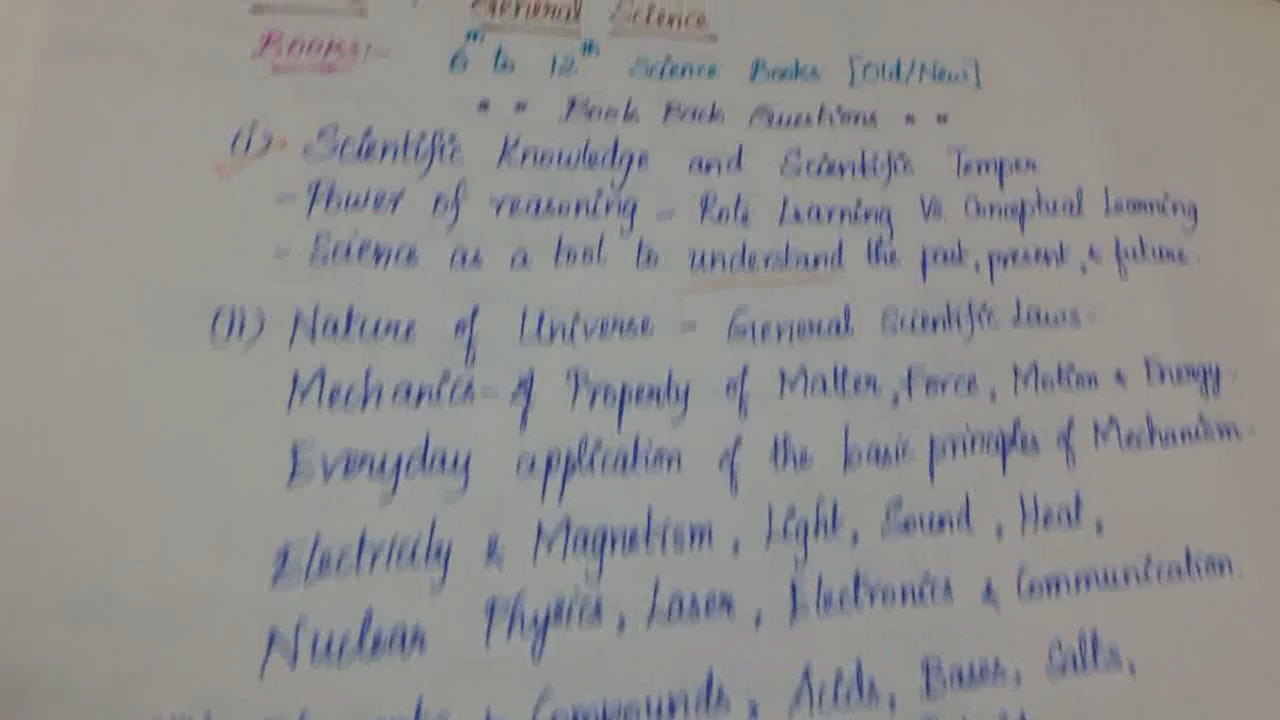 General Science
Books:-
6th to 12th Science Books [Old/New]
" " Book Back Questions " "
(i). Scientific Knowledge and Scientific Temper
- Power of reasoning - Rote Learning Vs Conceptual Learning
- Science as a tool to understand the past, present, & future.
(ii) Nature of Universe - General Scientific Laws-
Mechanics- Property of Matter, Force, Motion & Energy-
Everyday application of the basic principles of Mechanism-
Electricity & Magnetism, Light, Sound, Heat,
Nuclear Physics, Laser, Electronics & Communication.
Compounds, Acids, Bases, Salts,